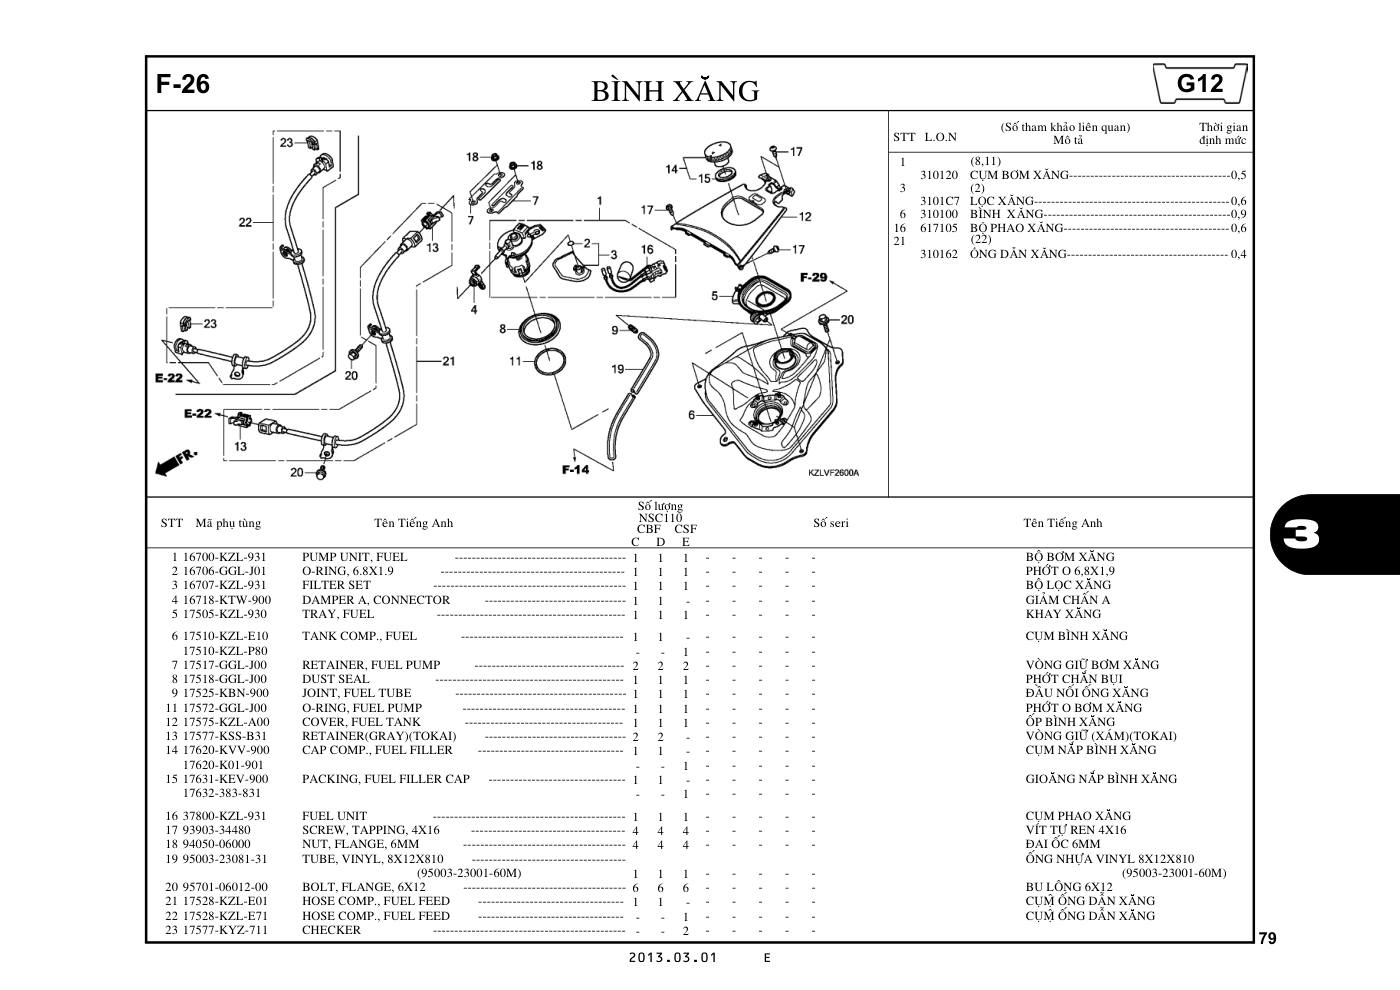 F-26
BÌNH XĂNG
G12
STT L.O.N (Số tham khảo liên quan) Mô tả Thời gian định mức
1 (8,11)
310120 CỤM BƠM XĂNG 0,5
3 (2)
3101C7 LỌC XĂNG 0,6
6 310100 BÌNH XĂNG 0,9
16 617105 BỘ PHAO XĂNG 0,6
21 (22)
310162 ỐNG DẪN XĂNG 0,4
23
22
23
E-22
18
18
7
7
13
20
21
E-22
13
20
FR.
1
2
3
16
4
8
11
9
19
F-14
14
15
17
17
12
17
5
F-29
20
6
KZLVF2600A
3
STT Mã phụ tùng Tên Tiếng Anh Số lượng Số seri Tên Tiếng Anh
NSC110
CBF CSF
C D E
1 16700-KZL-931 PUMP UNIT, FUEL 1 1 1 - - - - - BỘ BƠM XĂNG
2 16706-GGL-J01 O-RING, 6.8X1.9 1 1 1 - - - - - PHỚT O 6,8X1,9
3 16707-KZL-931 FILTER SET 1 1 1 - - - - - BỘ LỌC XĂNG
4 16718-KTW-900 DAMPER A, CONNECTOR 1 1 - - - - - - GIẢM CHẤN A
5 17505-KZL-930 TRAY, FUEL 1 1 1 - - - - - KHAY XĂNG
6 17510-KZL-E10 TANK COMP., FUEL 1 1 - - - - - - CỤM BÌNH XĂNG
17510-KZL-P80 - - 1 - - - - -
7 17517-GGL-J00 RETAINER, FUEL PUMP 2 2 2 - - - - - VÒNG GIỮ BƠM XĂNG
8 17518-GGL-J00 DUST SEAL 1 1 1 - - - - - PHỚT CHẮN BỤI
9 17525-KBN-900 JOINT, FUEL TUBE 1 1 1 - - - - - ĐẦU NỐI ỐNG XĂNG
11 17572-GGL-J00 O-RING, FUEL PUMP 1 1 1 - - - - - PHỚT O BƠM XĂNG
12 17575-KZL-A00 COVER, FUEL TANK 1 1 1 - - - - - ỐP BÌNH XĂNG
13 17577-KSS-B31 RETAINER(GRAY)(TOKAI) 2 2 - - - - - - VÒNG GIỮ (XÁM)(TOKAI)
14 17620-KVV-900 CAP COMP., FUEL FILLER 1 1 - - - - - - CỤM NẮP BÌNH XĂNG
17620-K01-901 - - 1 - - - - -
15 17631-KEV-900 PACKING, FUEL FILLER CAP 1 1 - - - - - - GIOĂNG NẮP BÌNH XĂNG
17632-383-831 - - 1 - - - - -
16 37800-KZL-931 FUEL UNIT 1 1 1 - - - - - CỤM PHAO XĂNG
17 93903-34480 SCREW, TAPPING, 4X16 4 4 4 - - - - - VÍT TỰ REN 4X16
18 94050-06000 NUT, FLANGE, 6MM 4 4 4 - - - - - ĐAI ỐC 6MM
19 95003-23081-31 TUBE, VINYL, 8X12X810 ỐNG NHỰA VINYL 8X12X810
(95003-23001-60M) 1 1 1 - - - - - (95003-23001-60M)
20 95701-06012-00 BOLT, FLANGE, 6X12 6 6 6 - - - - - BU LÔNG 6X12
21 17528-KZL-E01 HOSE COMP., FUEL FEED 1 1 - - - - - - CỤM ỐNG DẪN XĂNG
22 17528-KZL-E71 HOSE COMP., FUEL FEED - - 1 - - - - - CỤM ỐNG DẪN XĂNG
23 17577-KYZ-711 CHECKER - - 2 - - - - -
79
2013.03.01 E